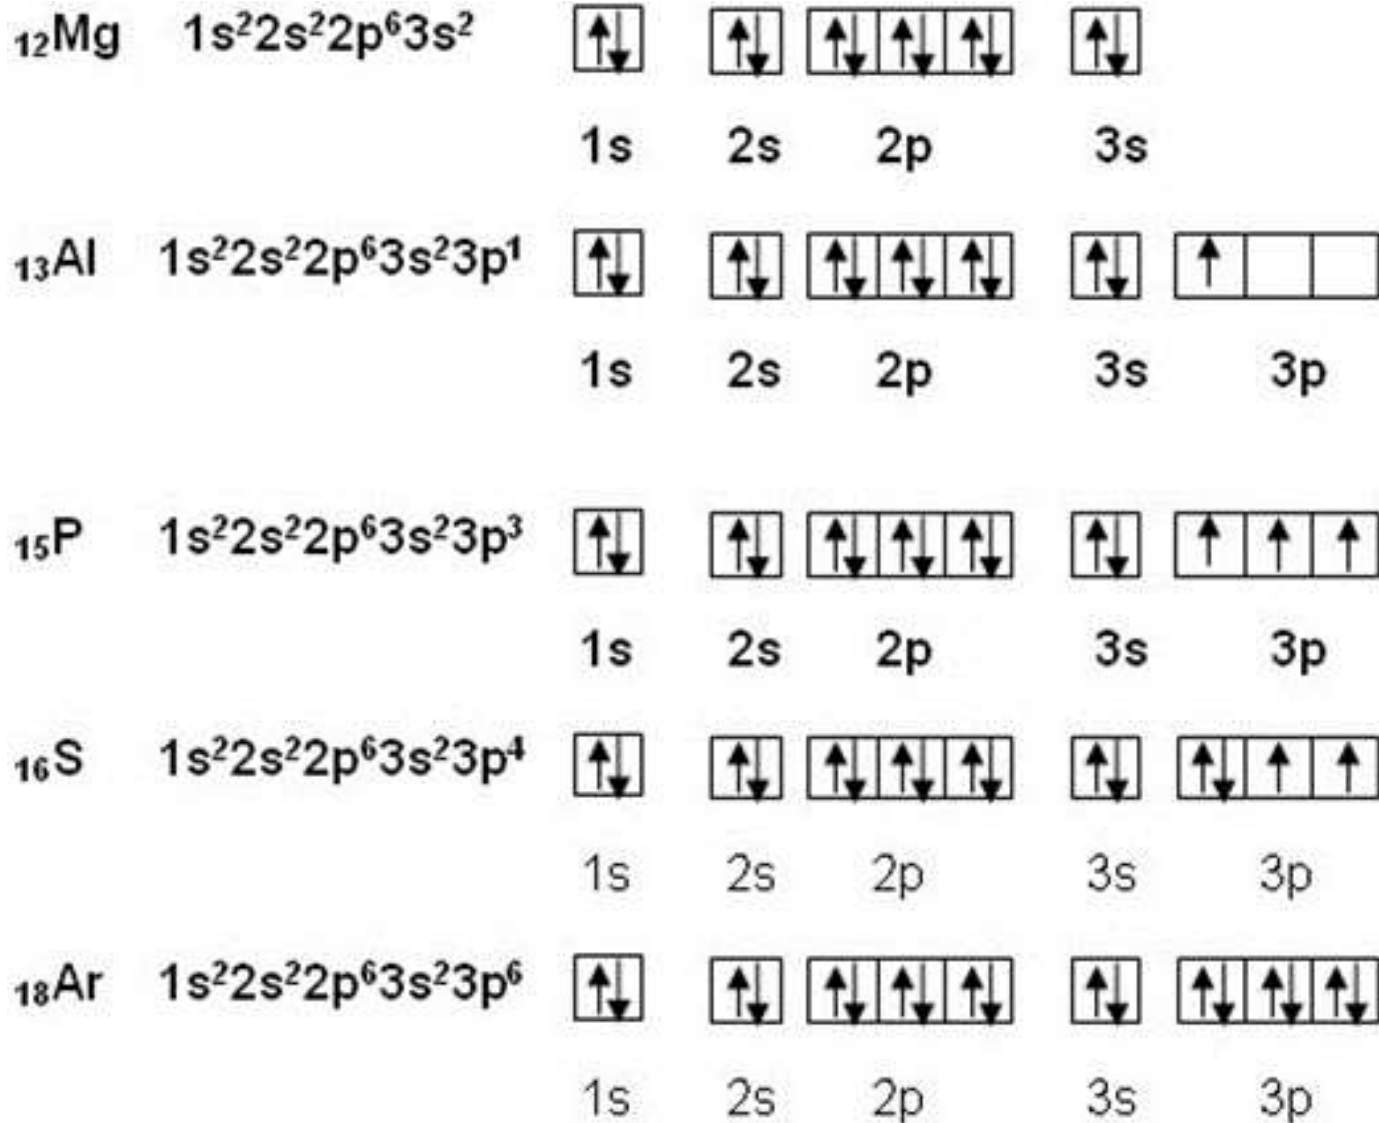 ₁₂Mg 1s²2s²2p⁶3s²
1s 2s 2p 3s
₁₃Al 1s²2s²2p⁶3s²3p¹
1s 2s 2p 3s 3p
₁₅P 1s²2s²2p⁶3s²3p³
1s 2s 2p 3s 3p
₁₆S 1s²2s²2p⁶3s²3p⁴
1s 2s 2p 3s 3p
₁₈Ar 1s²2s²2p⁶3s²3p⁶
1s 2s 2p 3s 3p